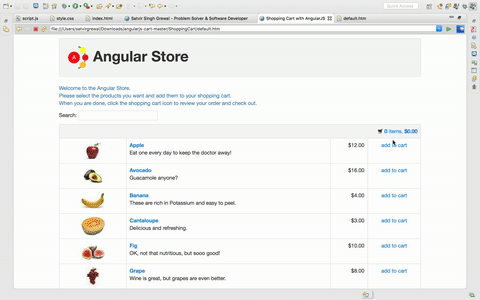 Quick Access
script.js
style.css
index.html
Satvir Singh Grewal - Problem Solver & Software Developer
Shopping Cart with AngularJS
default.htm
file:///Users/satvirgrewal/Downloads/angularjs-cart-master/ShoppingCart/default.htm
Angular Store
Welcome to the Angular Store.
Please select the products you want and add them to your shopping cart.
When you are done, click the shopping cart icon to review your order and check out.
Search:
0 items, $0.00
Apple
Eat one every day to keep the doctor away!
$12.00
add to cart
Avocado
Guacamole anyone?
$16.00
add to cart
Banana
These are rich in Potassium and easy to peel.
$4.00
add to cart
Cantaloupe
Delicious and refreshing.
$3.00
add to cart
Fig
OK, not that nutritious, but sooo good!
$10.00
add to cart
Grape
Wine is great, but grapes are even better.
$8.00
add to cart